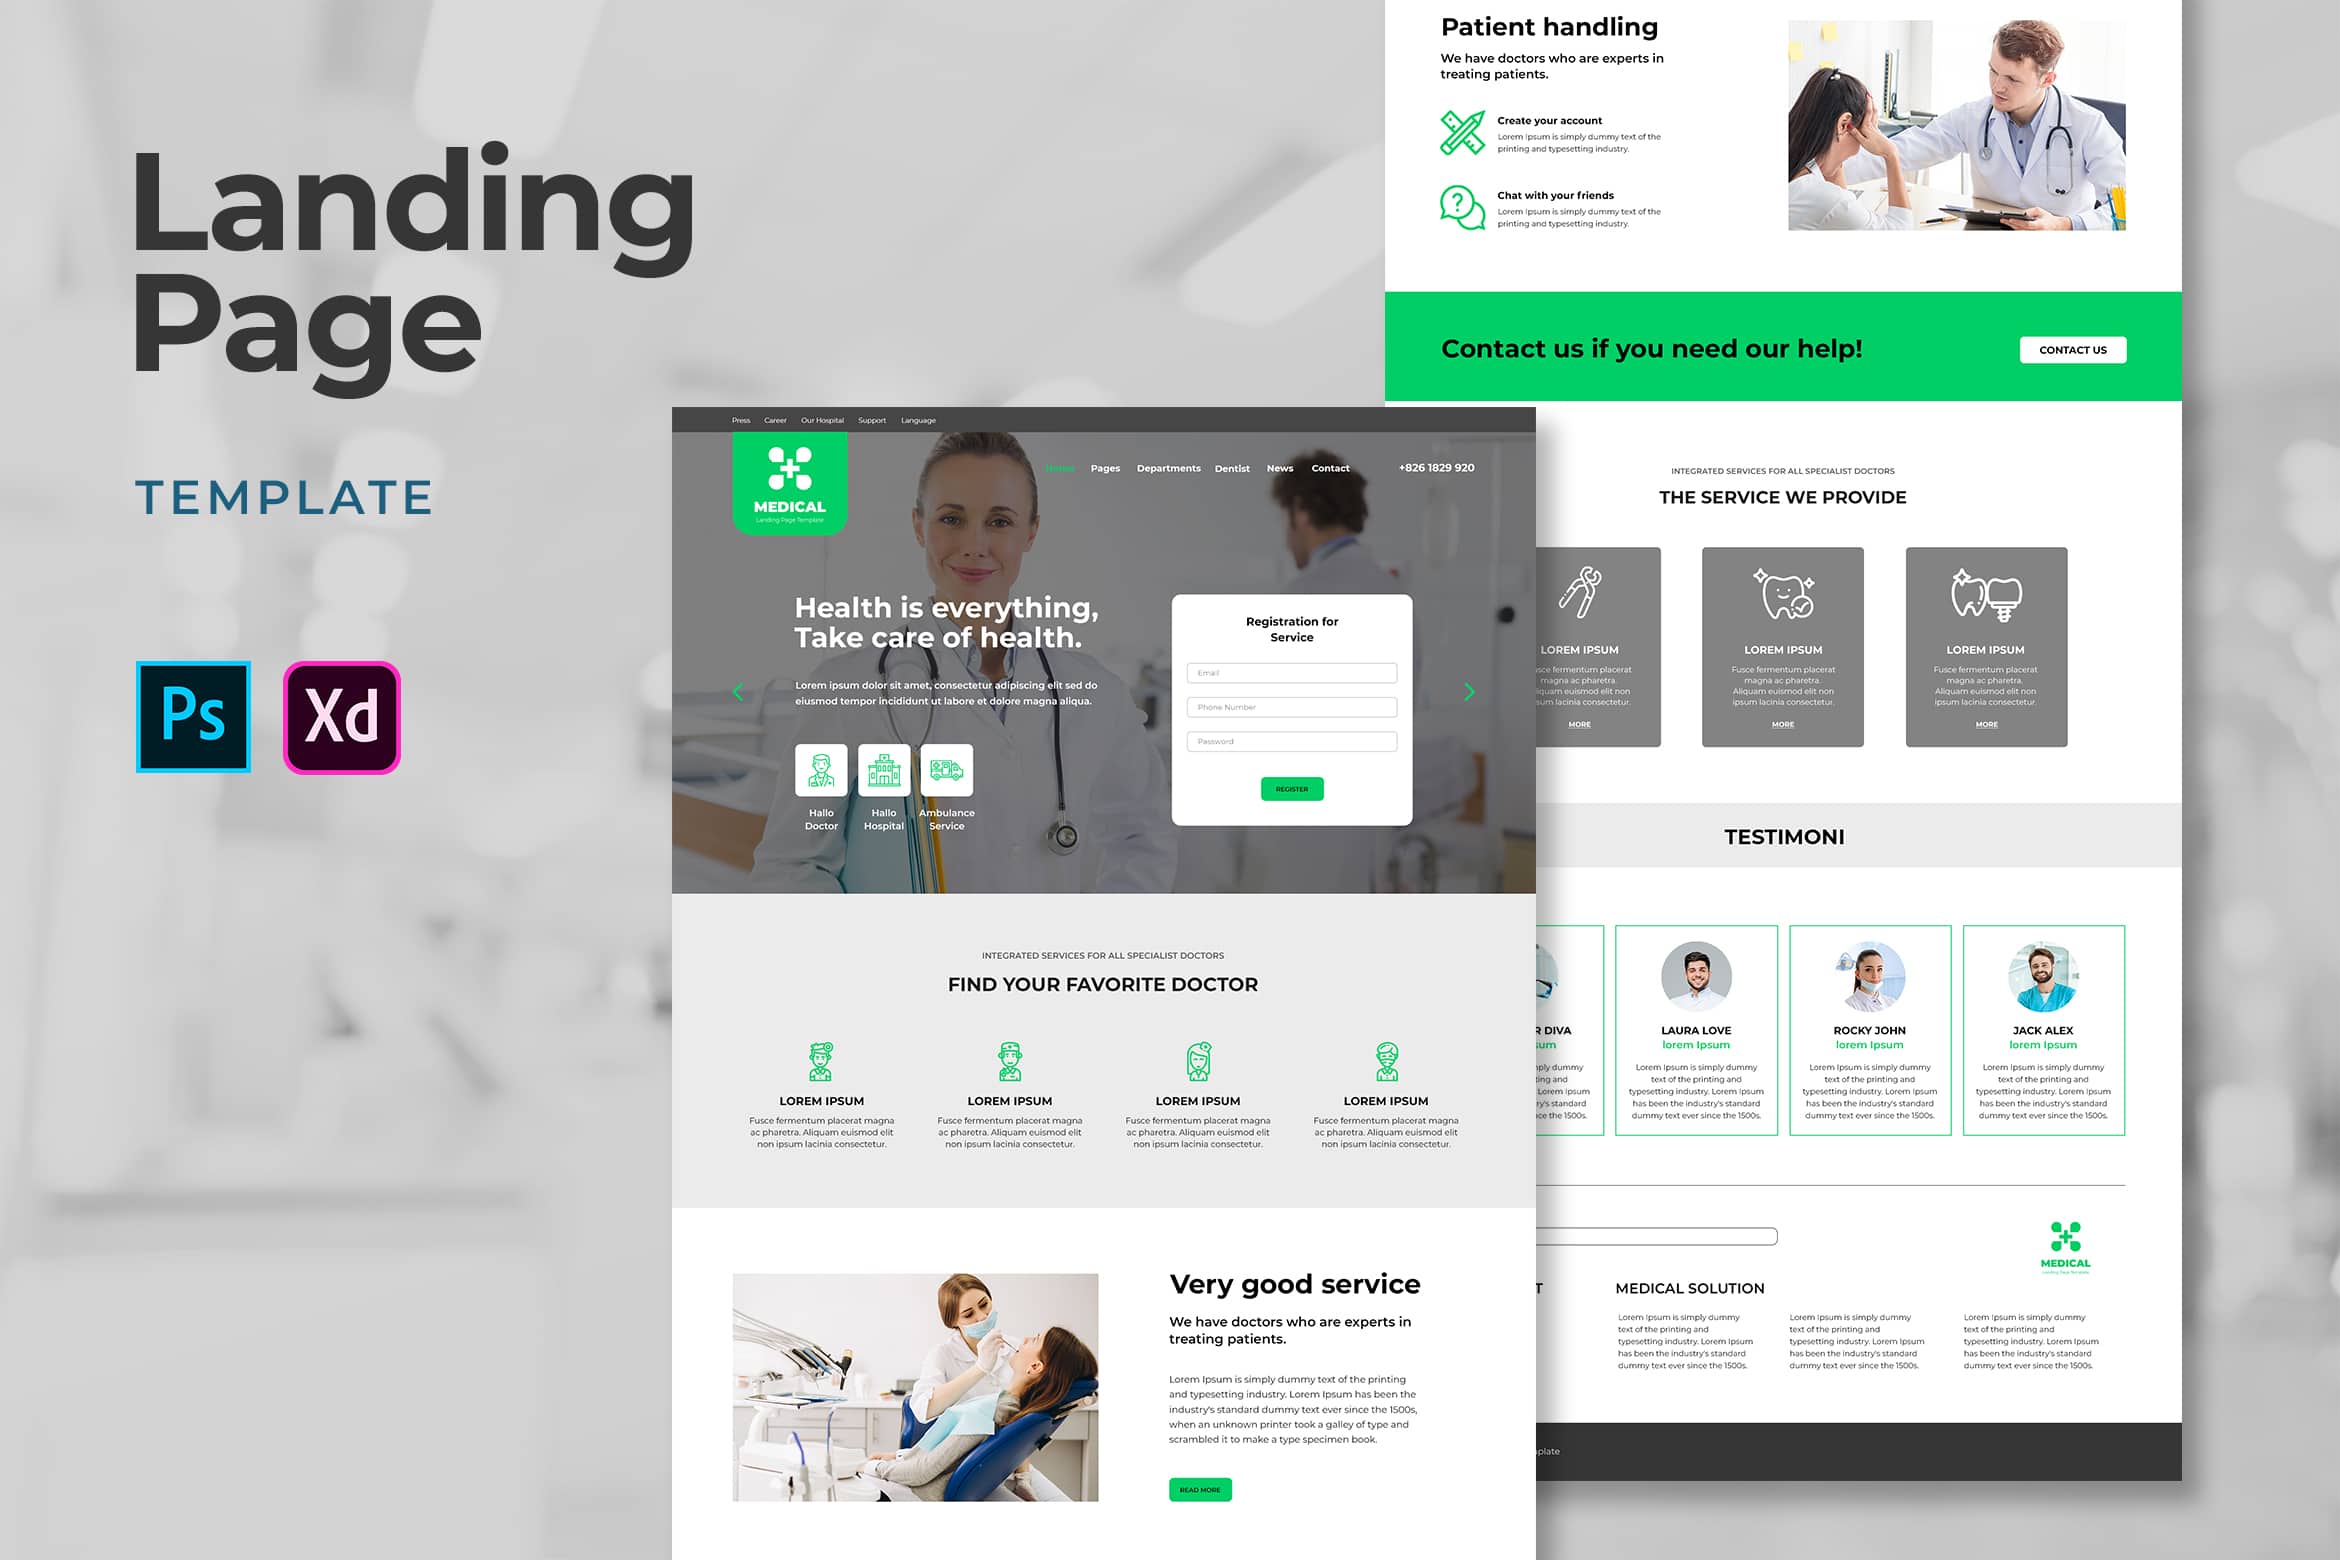 Landing
Page
TEMPLATE
Ps
Xd
Press
Career
Our Hospital
Support
Language
MEDICAL
Landing Page Template
Home
Pages
Departments
Dentist
News
Contact
+826 1829 920
Health is everything,
Take care of health.
Lorem ipsum dolor sit amet, consectetur adipiscing elit sed do
eiusmod tempor incididunt ut labore et dolore magna aliqua.
Hallo
Doctor
Hallo
Hospital
Ambulance
Service
Registration for
Service
Email
Phone Number
Password
REGISTER
INTEGRATED SERVICES FOR ALL SPECIALIST DOCTORS
FIND YOUR FAVORITE DOCTOR
LOREM IPSUM
Fusce fermentum placerat magna
ac pharetra. Aliquam euismod elit
non ipsum lacinia consectetur.
LOREM IPSUM
Fusce fermentum placerat magna
ac pharetra. Aliquam euismod elit
non ipsum lacinia consectetur.
LOREM IPSUM
Fusce fermentum placerat magna
ac pharetra. Aliquam euismod elit
non ipsum lacinia consectetur.
LOREM IPSUM
Fusce fermentum placerat magna
ac pharetra. Aliquam euismod elit
non ipsum lacinia consectetur.
Very good service
We have doctors who are experts in
treating patients.
Lorem Ipsum is simply dummy text of the printing
and typesetting industry. Lorem Ipsum has been the
industry's standard dummy text ever since the 1500s,
when an unknown printer took a galley of type and
scrambled it to make a type specimen book.
READ MORE
Patient handling
We have doctors who are experts in
treating patients.
Create your account
Lorem Ipsum is simply dummy text of the
printing and typesetting industry.
Chat with your friends
Lorem Ipsum is simply dummy text of the
printing and typesetting industry.
Contact us if you need our help!
CONTACT US
INTEGRATED SERVICES FOR ALL SPECIALIST DOCTORS
THE SERVICE WE PROVIDE
LOREM IPSUM
fermentum placerat
magna ac pharetra.
euismod elit non
lacinia consectetur.
MORE
LOREM IPSUM
Fusce fermentum placerat
magna ac pharetra.
Aliquam euismod elit non
ipsum lacinia consectetur.
MORE
LOREM IPSUM
Fusce fermentum placerat
magna ac pharetra.
Aliquam euismod elit non
ipsum lacinia consectetur.
MORE
TESTIMONI
R DIVA
sum
dummy
ing and
Lorem Ipsum
y's standard
ce the 1500s.
LAURA LOVE
lorem Ipsum
Lorem Ipsum is simply dummy
text of the printing and
typesetting industry. Lorem Ipsum
has been the industry's standard
dummy text ever since the 1500s.
ROCKY JOHN
lorem Ipsum
Lorem Ipsum is simply dummy
text of the printing and
typesetting industry. Lorem Ipsum
has been the industry's standard
dummy text ever since the 1500s.
JACK ALEX
lorem Ipsum
Lorem Ipsum is simply dummy
text of the printing and
typesetting industry. Lorem Ipsum
has been the industry's standard
dummy text ever since the 1500s.
MEDICAL
Landing Page Template
T
MEDICAL SOLUTION
Lorem Ipsum is simply dummy
text of the printing and
typesetting industry. Lorem Ipsum
has been the industry's standard
dummy text ever since the 1500s.
Lorem Ipsum is simply dummy
text of the printing and
typesetting industry. Lorem Ipsum
has been the industry's standard
dummy text ever since the 1500s.
Lorem Ipsum is simply dummy
text of the printing and
typesetting industry. Lorem Ipsum
has been the industry's standard
dummy text ever since the 1500s.
mplate